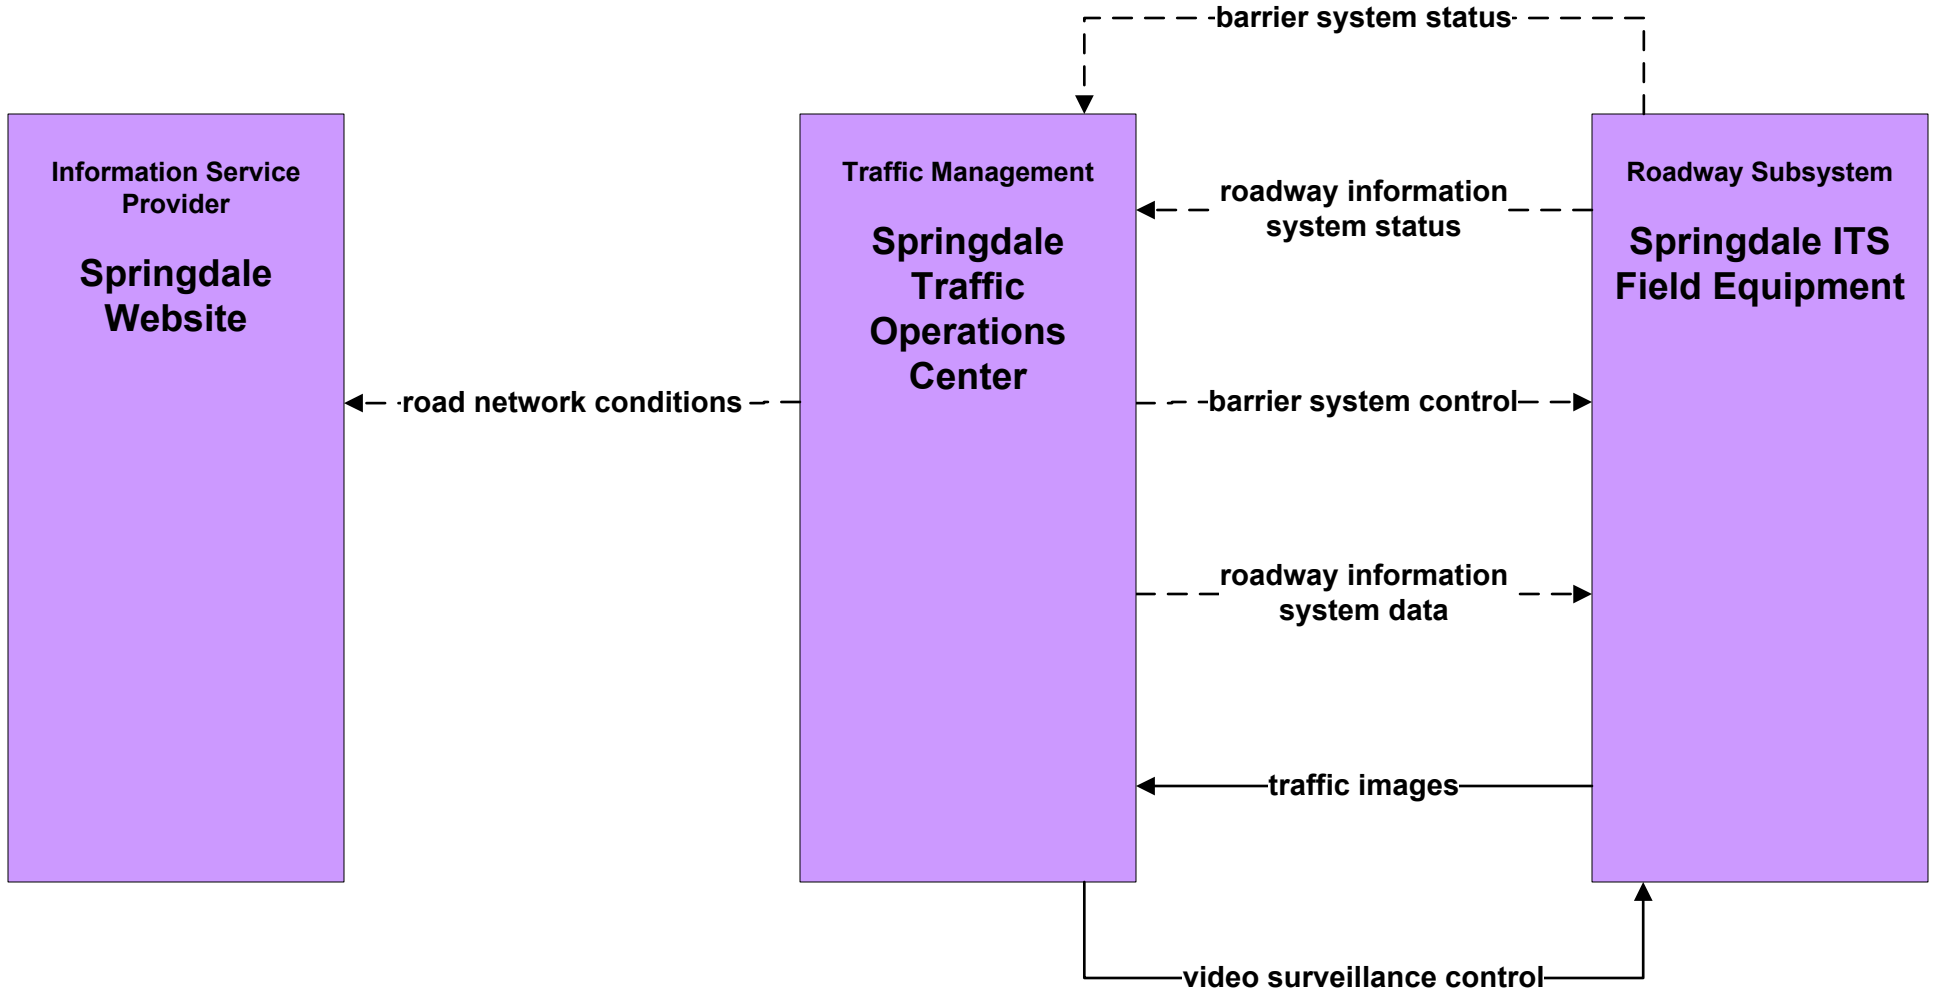 barrier system status
Information Service
Provider
Springdale
Website
road network conditions
Traffic Management
Springdale
Traffic
Operations
Center
roadway information
system status
barrier system control
roadway information
system data
traffic images
video surveillance control
Roadway Subsystem
Springdale ITS
Field Equipment